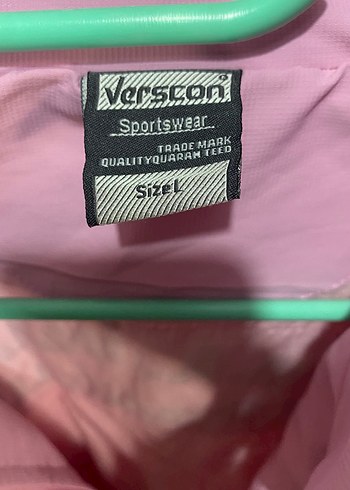 Verscon
Sportswear
TRADE MARK
QUALITYQUARAN TEED
Size L